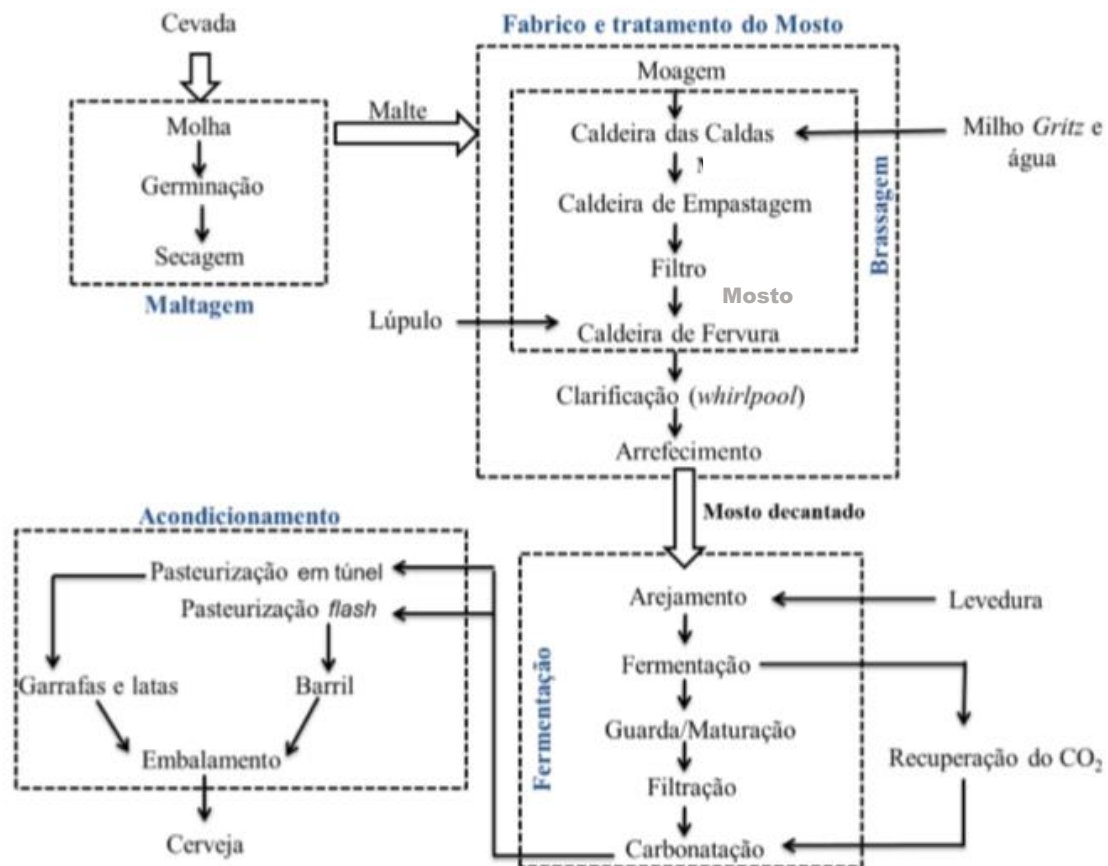 Cevada
Molha
Germinação
Secagem
Maltagem
Malte
Fabrico e tratamento do Mosto
Moagem
Caldeira das Caldas
Milho Gritz e
água
Caldeira de Empastagem
Filtro
Mosto
Lúpulo
Caldeira de Fervura
Brassagem
Clarificação (whirlpool)
Arrefecimento
Mosto decantado
Arejamento
Levedura
Fermentação
Guarda/Maturação
Recuperação do CO₂
Filtração
Carbonatação
Fermentação
Acondicionamento
Pasteurização em túnel
Pasteurização flash
Garrafas e latas
Barril
Embalamento
Cerveja